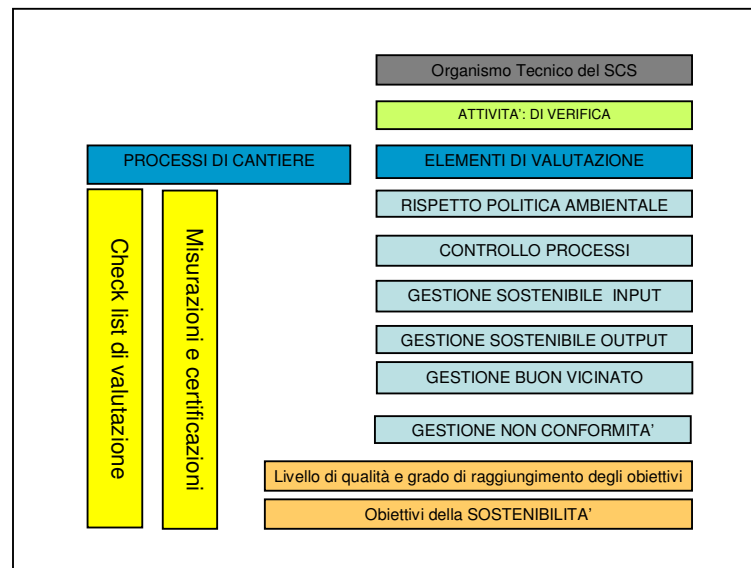 Organismo Tecnico del SCS
ATTIVITA': DI VERIFICA
PROCESSI DI CANTIERE
ELEMENTI DI VALUTAZIONE
Check list di valutazione
Misurazioni e certificazioni
RISPETTO POLITICA AMBIENTALE
CONTROLLO PROCESSI
GESTIONE SOSTENIBILE INPUT
GESTIONE SOSTENIBILE OUTPUT
GESTIONE BUON VICINATO
GESTIONE NON CONFORMITA'
Livello di qualità e grado di raggiungimento degli obiettivi
Obiettivi della SOSTENIBILITA'